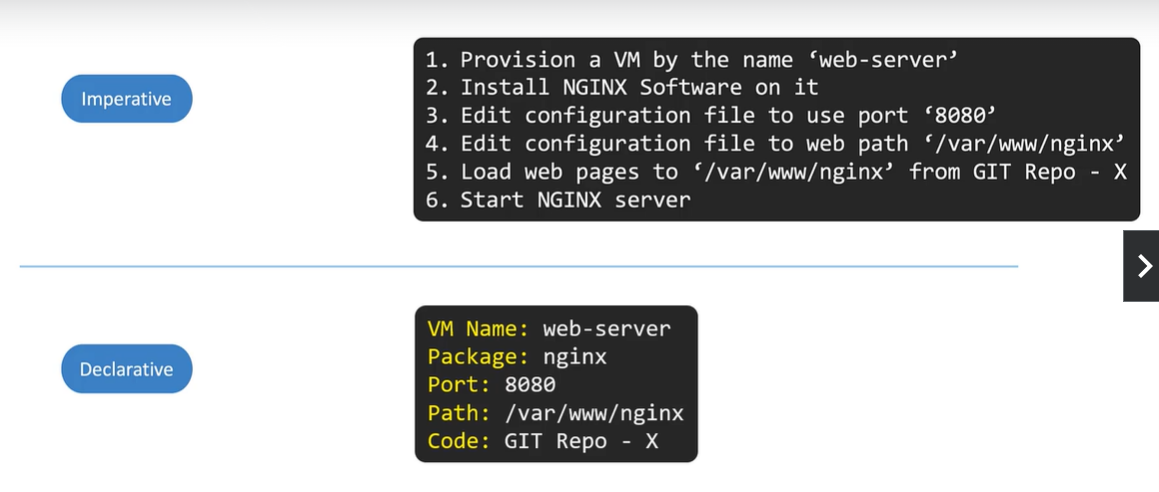 Imperative
1. Provision a VM by the name ‘web-server’
2. Install NGINX Software on it
3. Edit configuration file to use port ‘8080’
4. Edit configuration file to web path ‘/var/www/nginx’
5. Load web pages to ‘/var/www/nginx’ from GIT Repo - X
6. Start NGINX server
Declarative
VM Name: web-server
Package: nginx
Port: 8080
Path: /var/www/nginx
Code: GIT Repo - X